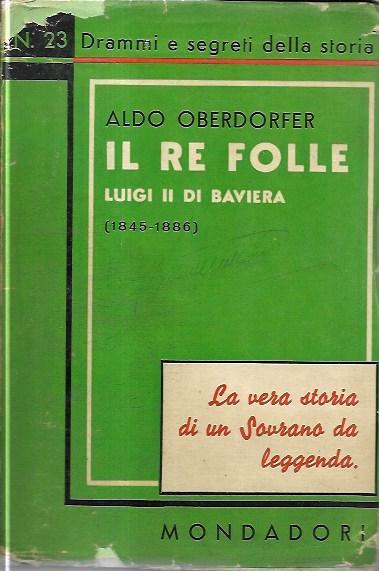 N. 23 Drammi e segreti della storia
ALDO OBERDORFER
IL RE FOLLE
LUIGI II DI BAVIERA
(1845-1886)
La vera storia
di un Sovrano da
leggenda.
MONDADORI